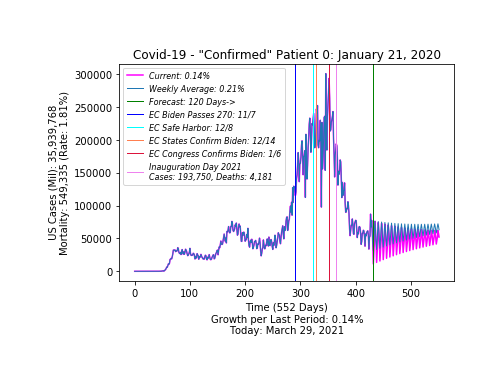 Covid-19 - "Confirmed" Patient 0: January 21, 2020
Current: 0.14%
Weekly Average: 0.21%
Forecast: 120 Days->
EC Biden Passes 270: 11/7
EC Safe Harbor: 12/8
EC States Confirm Biden: 12/14
EC Congress Confirms Biden: 1/6
Inauguration Day 2021
Cases: 193,750, Deaths: 4,181
US Cases (Mil): 35,939,768
Mortality: 549,335 (Rate: 1.81%)
300000
250000
200000
150000
100000
50000
0
0
100
200
300
400
500
Time (552 Days)
Growth per Last Period: 0.14%
Today: March 29, 2021